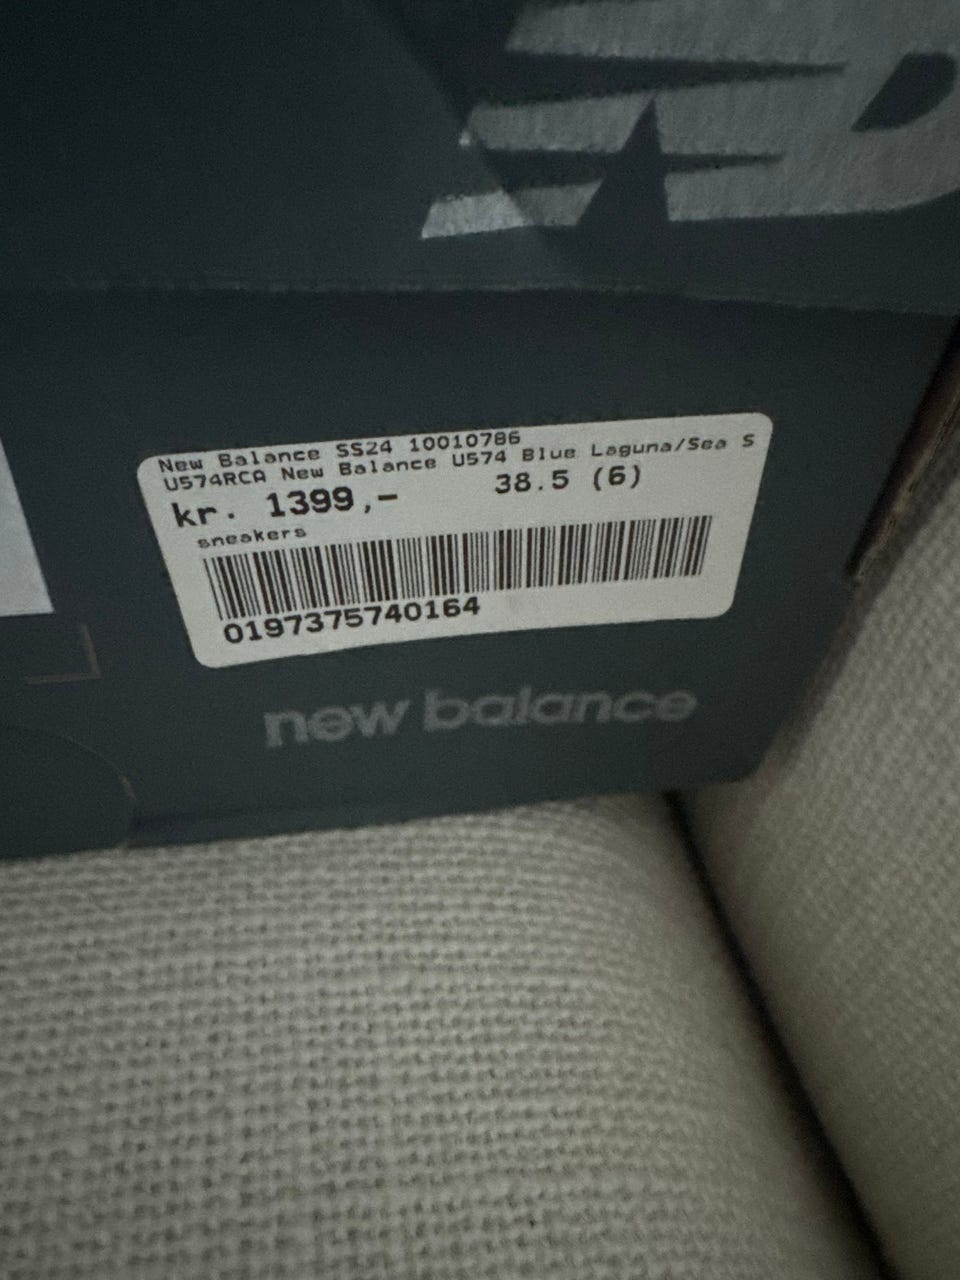 New Balance SS24 10010786
U574RCA New Balance U574 Blue Laguna/Sea S
kr. 1399,- 38.5 (6)
sneakers
0197375740164
new balance